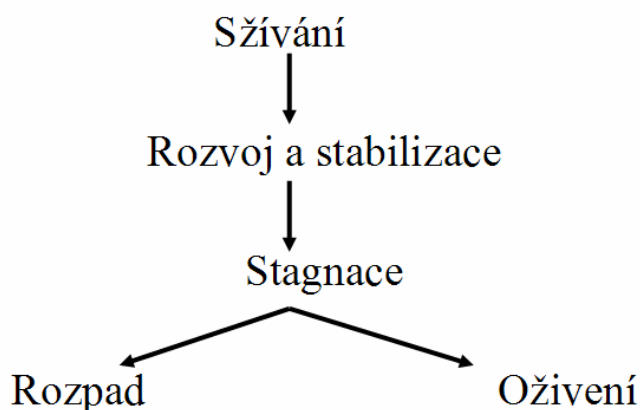 Sžívání
Rozvoj a stabilizace
Stagnace
Rozpad
Oživení